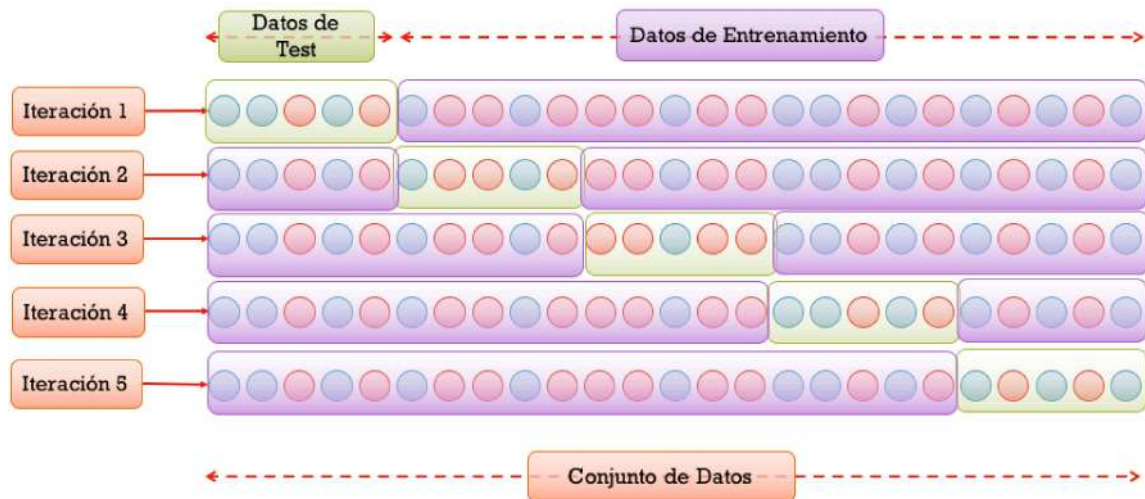 Datos de
Test
Datos de Entrenamiento
Iteración 1
Iteración 2
Iteración 3
Iteración 4
Iteración 5
Conjunto de Datos